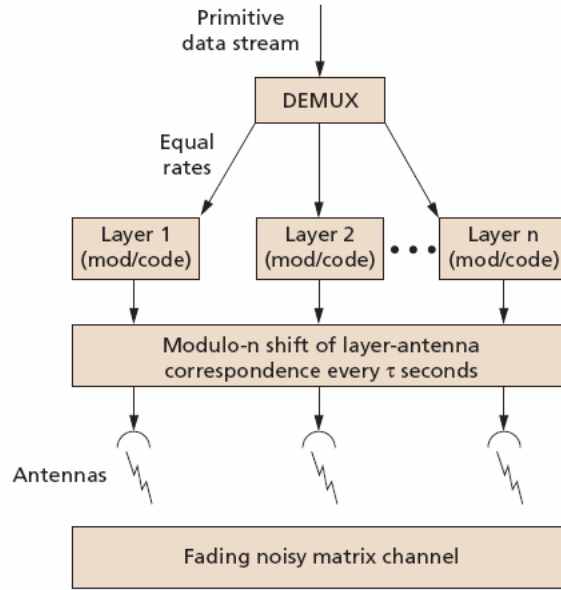 Primitive
data stream
DEMUX
Equal
rates
Layer 1
(mod/code)
Layer 2
(mod/code)
Layer n
(mod/code)
Modulo-n shift of layer-antenna
correspondence every τ seconds
Antennas
Fading noisy matrix channel